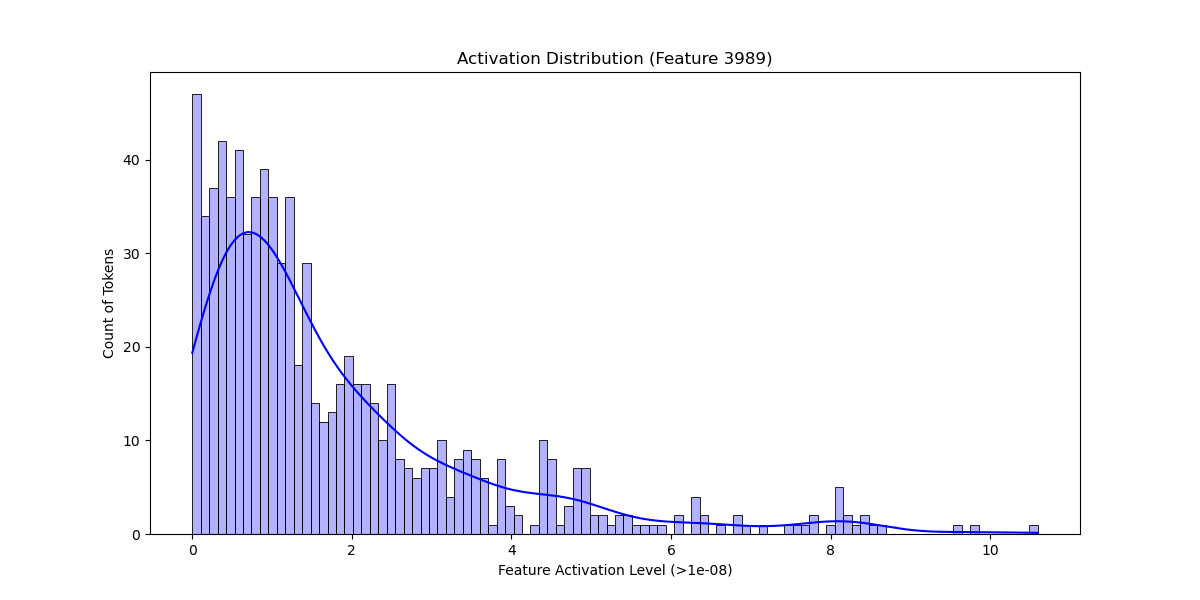 Activation Distribution (Feature 3989)
Count of Tokens
40
30
20
10
0
0 2 4 6 8 10
Feature Activation Level (>1e-08)